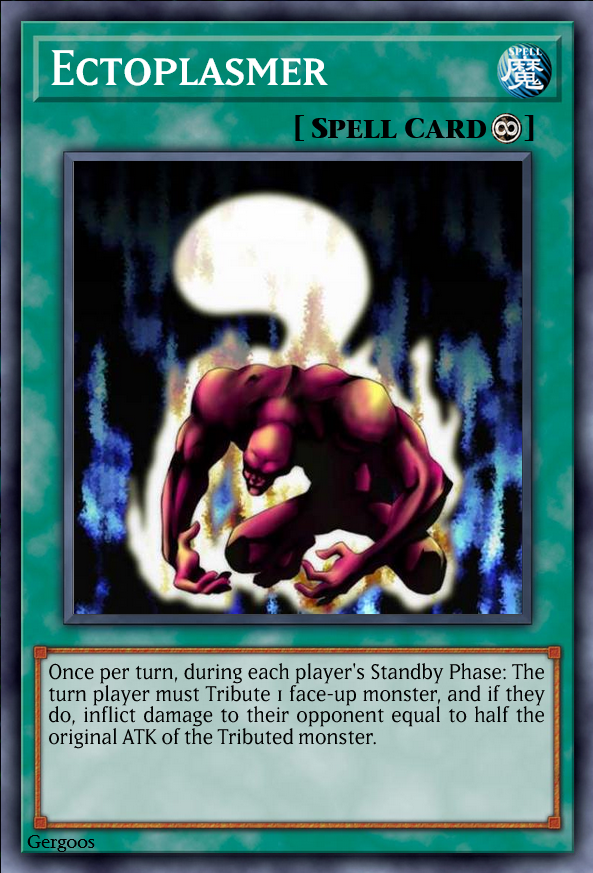 Ectoplasmer
SPELL
魔
[ Spell Card ]
Once per turn, during each player's Standby Phase: The
turn player must Tribute 1 face-up monster, and if they
do, inflict damage to their opponent equal to half the
original ATK of the Tributed monster.
Gergoos